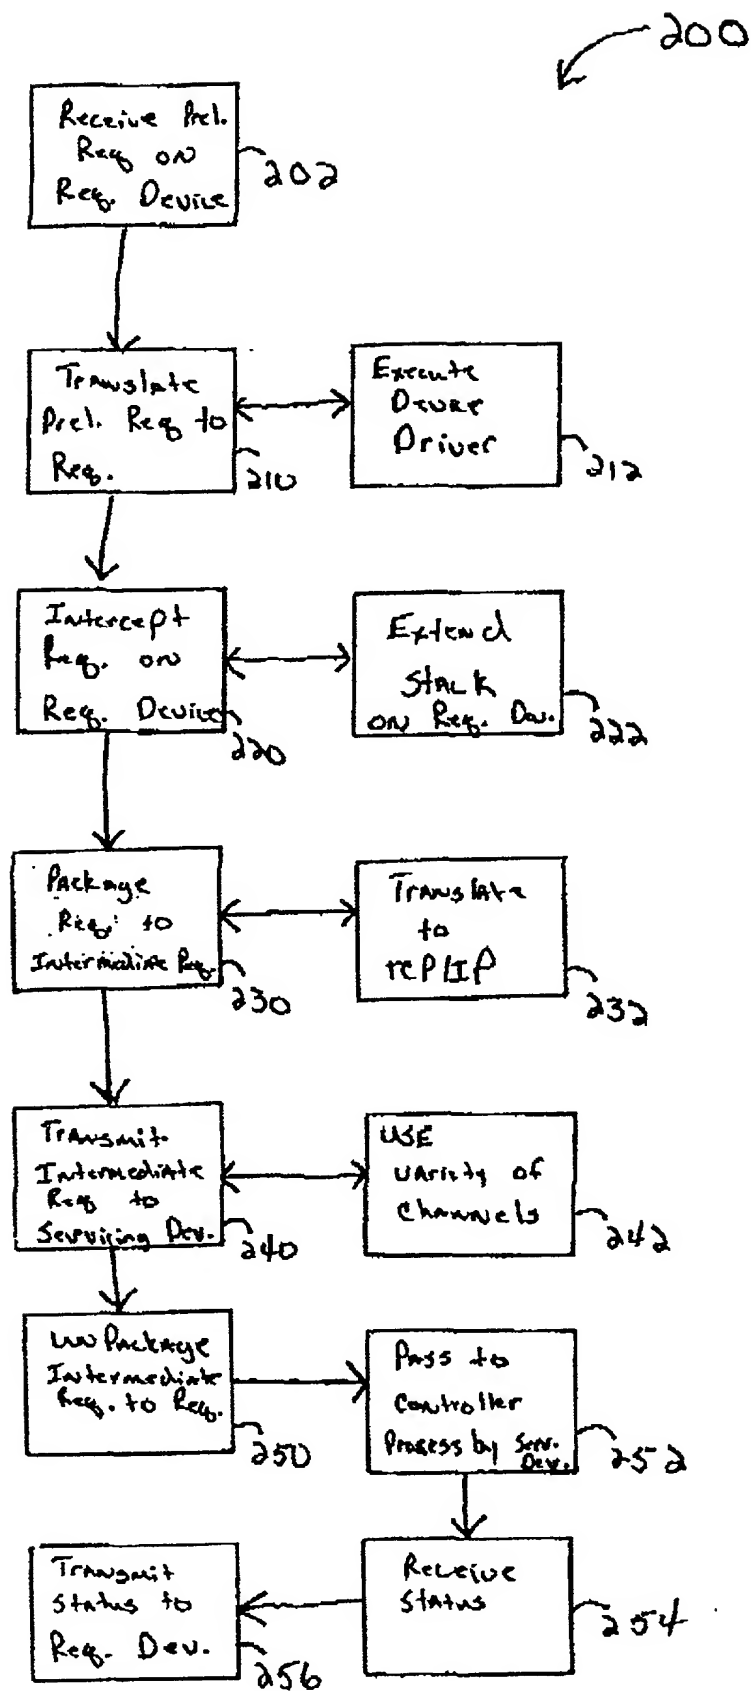 200
Receive Prel.
Req on
Req. Device
202
Translate
Prel. Req to
Req.
210
Execute
Device
Driver
212
Intercept
Req. on
Req. Device
220
Extend
Stack
on Req. Dev.
222
Package
Req. to
Intermediate Req.
230
Translate
to
TCP/IP
232
Transmit
Intermediate
Req to
Servicing Dev.
240
USE
variety of
channels
242
UNPackage
Intermediate
Req. to Req.
250
Pass to
Controller
Process by Serv.
Dev.
252
Transmit
status to
Req. Dev.
256
Receive
status
254